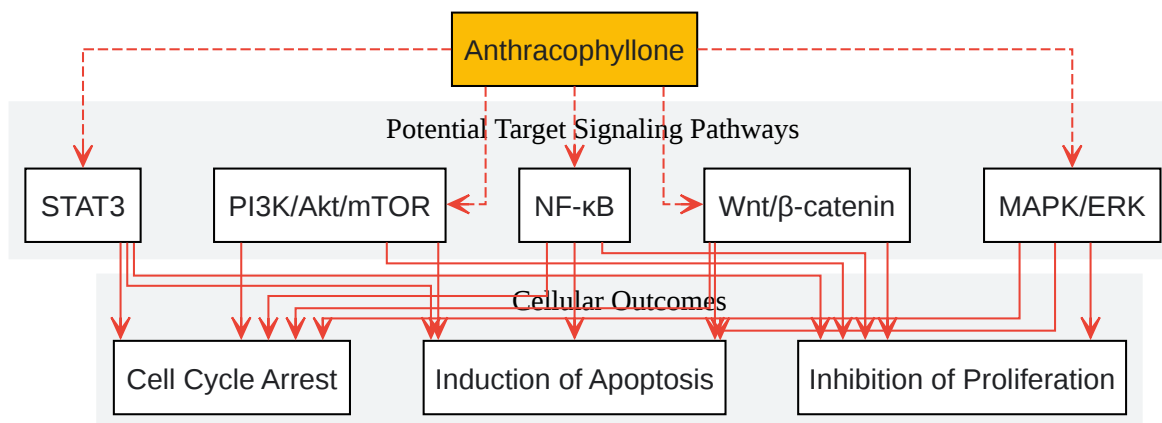 Anthracophyllone
Potential Target Signaling Pathways
STAT3
PI3K/Akt/mTOR
NF-κB
Wnt/β-catenin
MAPK/ERK
Cellular Outcomes
Cell Cycle Arrest
Induction of Apoptosis
Inhibition of Proliferation